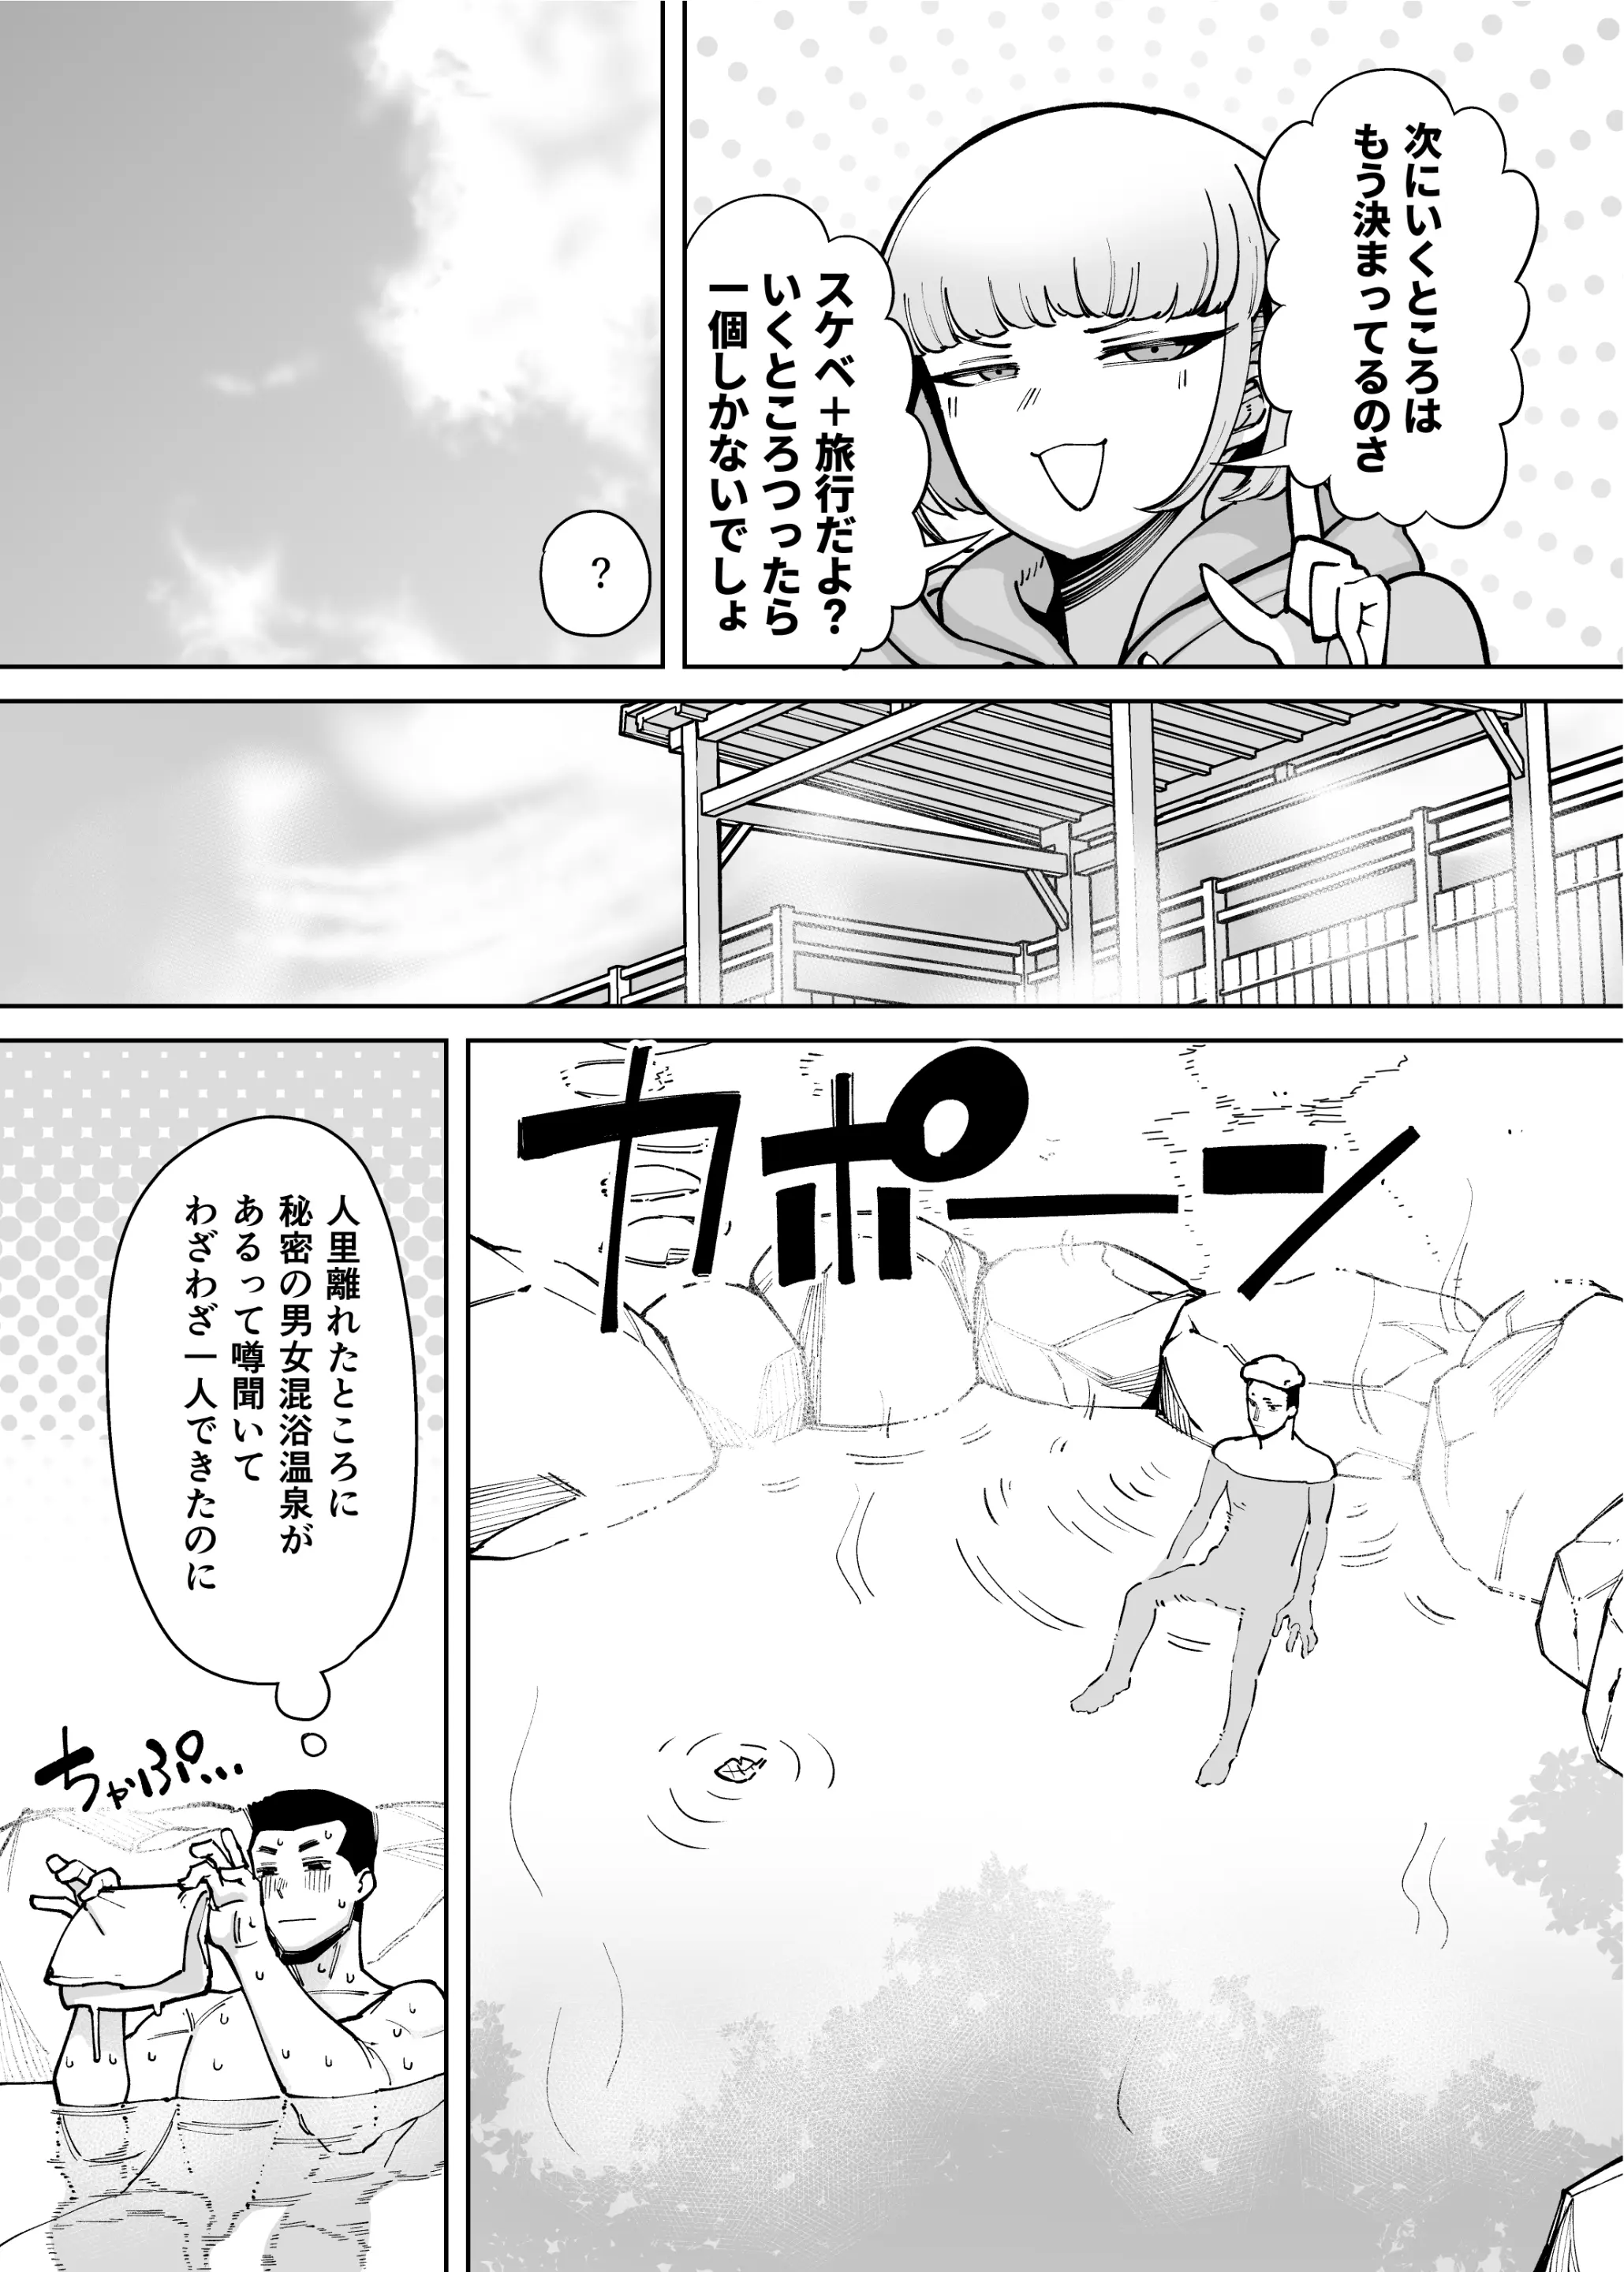 次にいくところは
もう決まってるのさ
スケベ＋旅行だよ？
いくところつったら
一個しかないでしょ
？
カポーン
人里離れたところに
秘密の男女混浴温泉が
あるって噂聞いて
わざわざ一人できたのに
ちゃぷ…